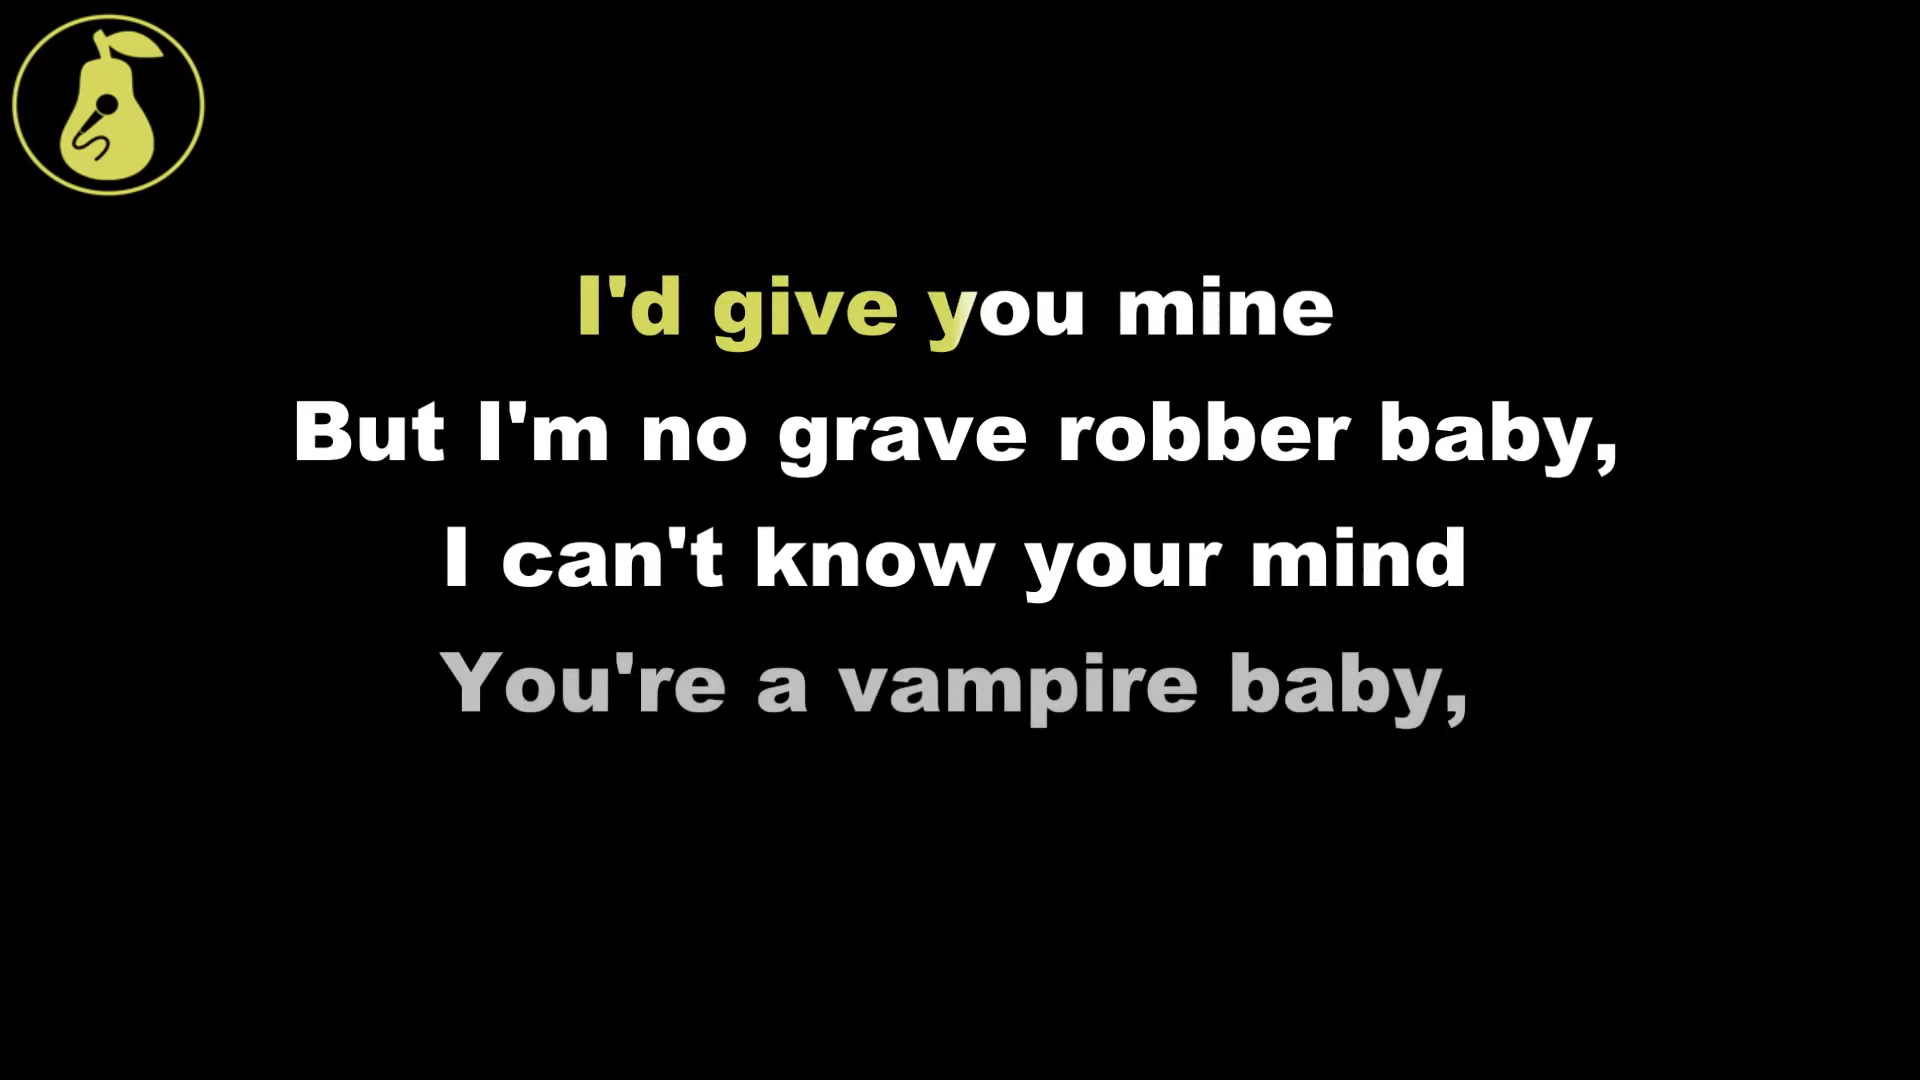 I'd give you mine
But I'm no grave robber baby,
I can't know your mind
You're a vampire baby,